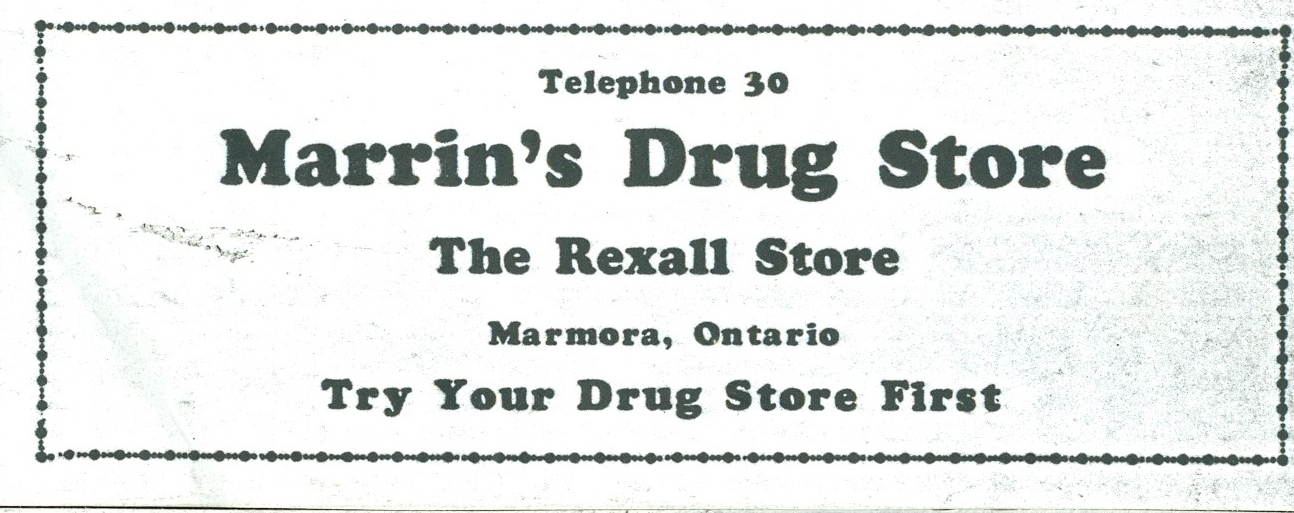 Telephone 30
Marrin's Drug Store
The Rexall Store
Marmora, Ontario
Try Your Drug Store First